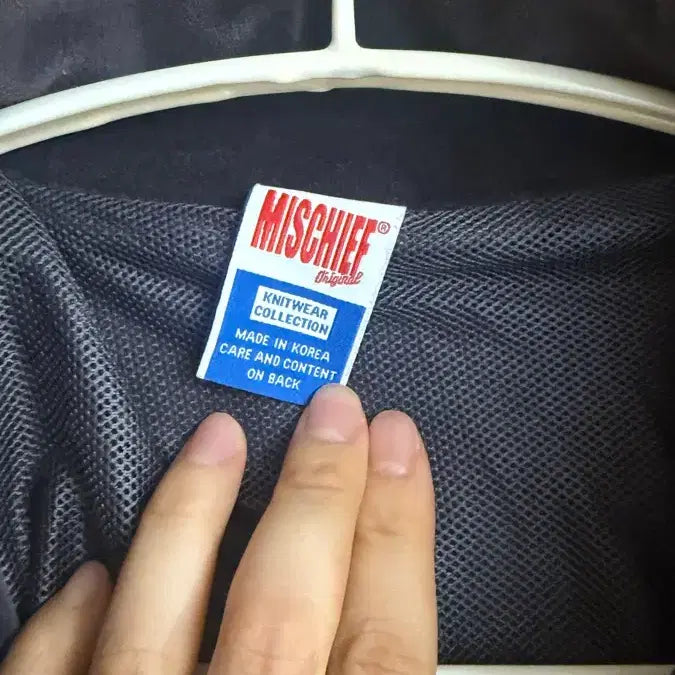 MISCHIEF®
Original
KNITWEAR
COLLECTION
MADE IN KOREA
CARE AND CONTENT
ON BACK